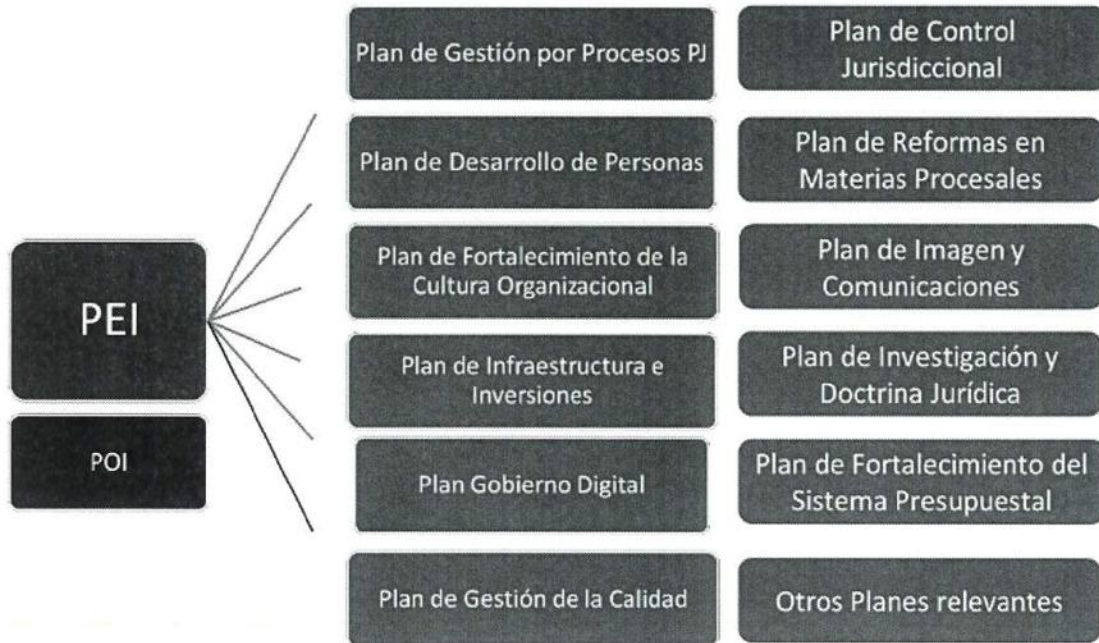 PEI
POI
Plan de Gestión por Procesos PJ
Plan de Desarrollo de Personas
Plan de Fortalecimiento de la
Cultura Organizacional
Plan de Infraestructura e
Inversiones
Plan Gobierno Digital
Plan de Gestión de la Calidad
Plan de Control
Jurisdiccional
Plan de Reformas en
Materias Procesales
Plan de Imagen y
Comunicaciones
Plan de Investigación y
Doctrina Jurídica
Plan de Fortalecimiento del
Sistema Presupuestal
Otros Planes relevantes